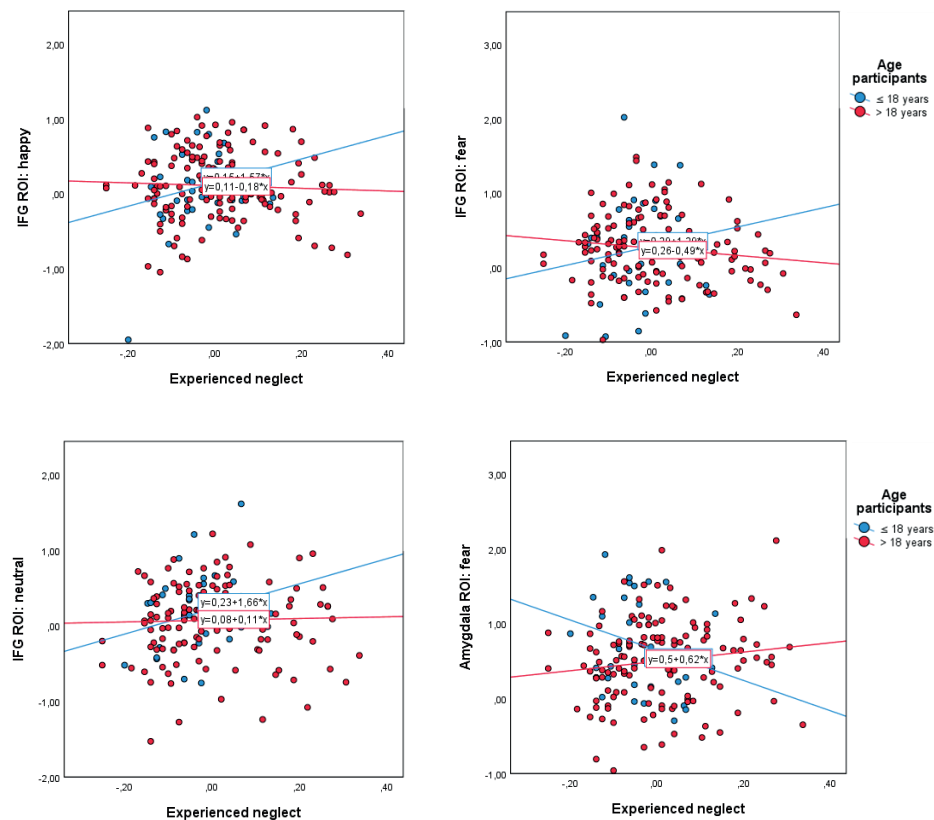 2,00
1,00
,00
-1,00
-2,00
IFG ROI: happy
y=0,11-0,18*x
-,20
,00
,20
,40
Experienced neglect
3,00
2,00
1,00
,00
-1,00
IFG ROI: fear
y=0,26-0,49*x
-,20
,00
,20
,40
Experienced neglect
Age
participants
≤ 18 years
> 18 years
2,00
1,00
,00
-1,00
-2,00
IFG ROI: neutral
y=0,23+1,66*x
y=0,08+0,11*x
-,20
,00
,20
,40
Experienced neglect
3,00
2,00
1,00
,00
-1,00
Amygdala ROI: fear
y=0,5+0,62*x
-,20
,00
,20
,40
Experienced neglect
Age
participants
≤ 18 years
> 18 years